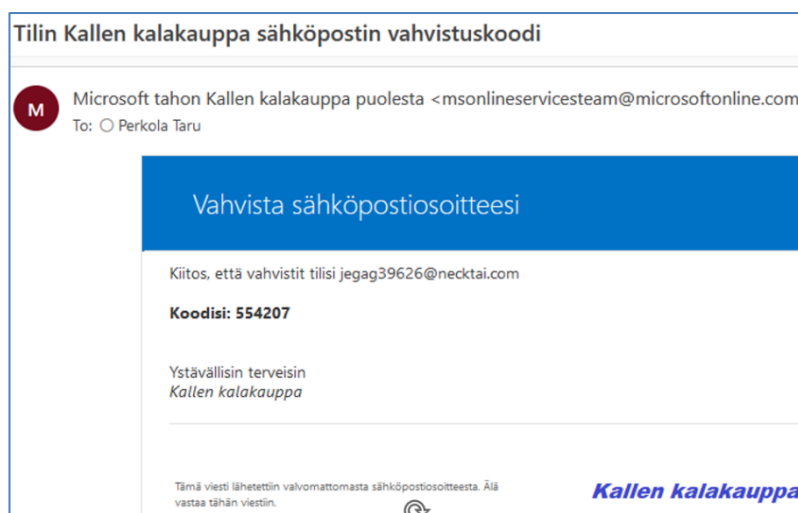 Tilin Kallen kalakauppa sähköpostin vahvistuskoodi
M
Microsoft tahon Kallen kalakauppa puolesta <msonlineservicesteam@microsoftonline.com
To: Perkola Taru
Vahvista sähköpostiosoitteesi
Kiitos, että vahvistit tilisi jegag39626@necktai.com
Koodisi: 554207
Ystävällisin terveisin
Kallen kalakauppa
Tämä viesti lähetettiin valvomattomasta sähköpostiosoitteesta. Älä
vastaa tähän viestiin.
Kallen kalakauppa